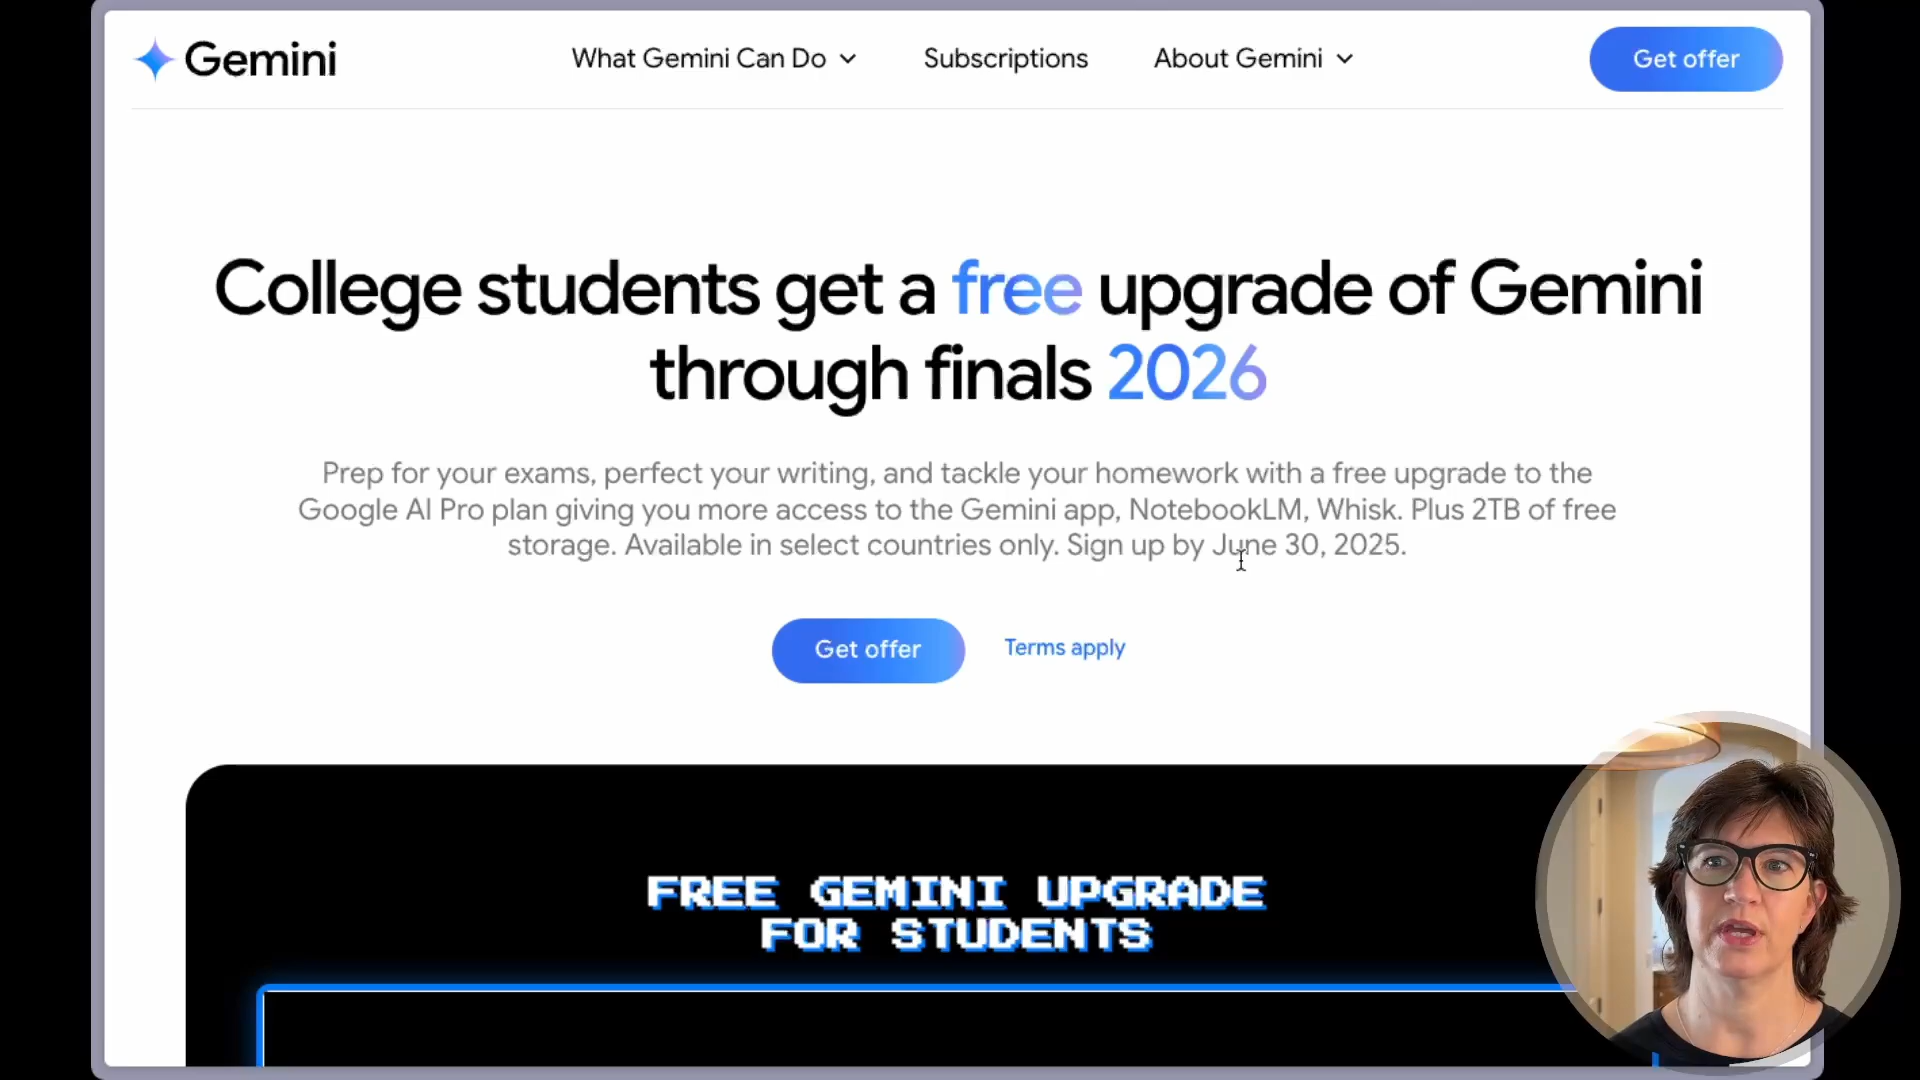 Gemini
What Gemini Can Do
Subscriptions
About Gemini
Get offer
College students get a free upgrade of Gemini
through finals 2026
Prep for your exams, perfect your writing, and tackle your homework with a free upgrade to the
Google AI Pro plan giving you more access to the Gemini app, NotebookLM, Whisk. Plus 2TB of free
storage. Available in select countries only. Sign up by June 30, 2025.
Get offer
Terms apply
FREE GEMINI UPGRADE
FOR STUDENTS